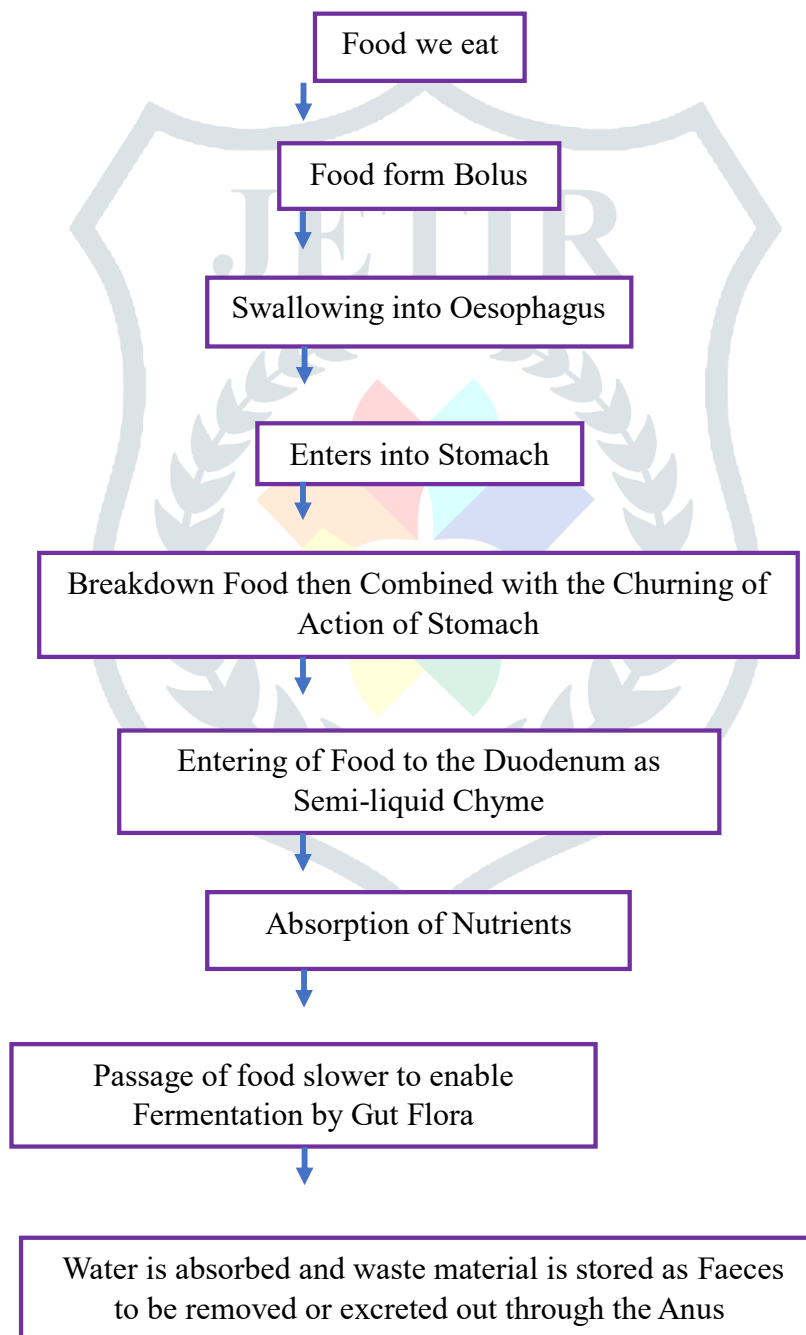 Food we eat
JETIR
Food form Bolus
Swallowing into Oesophagus
Enters into Stomach
Breakdown Food then Combined with the Churning of
Action of Stomach
Entering of Food to the Duodenum as
Semi-liquid Chyme
Absorption of Nutrients
Passage of food slower to enable
Fermentation by Gut Flora
Water is absorbed and waste material is stored as Faeces
to be removed or excreted out through the Anus